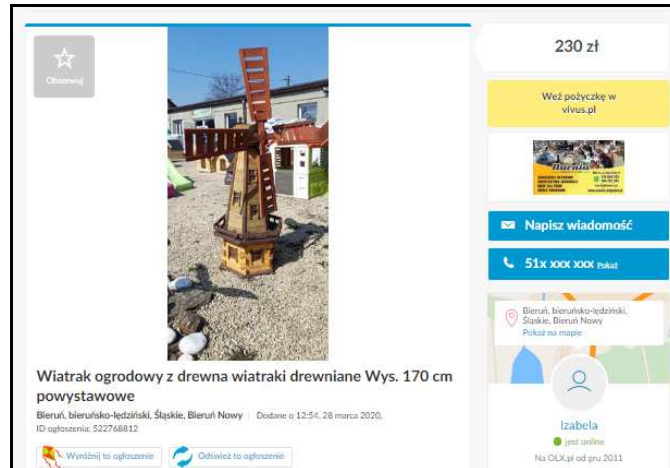 Obserwuj
230 zł
Weź pożyczkę w
vivus.pl
Napisz wiadomość
51x xxx xxx Pokaż
Bieruń, bieruńsko-lędziński,
Śląskie, Bieruń Nowy
Pokaż na mapie
Wiatrak ogrodowy z drewna wiatraki drewniane Wys. 170 cm
powystawowe
Bieruń, bieruńsko-lędziński, Śląskie, Bieruń Nowy | Dodane o 12:54, 28 marca 2020,
ID ogłoszenia: 522768812
Wyróżnij to ogłoszenie
Odśwież to ogłoszenie
Izabela
jest online
Na OLX.pl od gru 2011